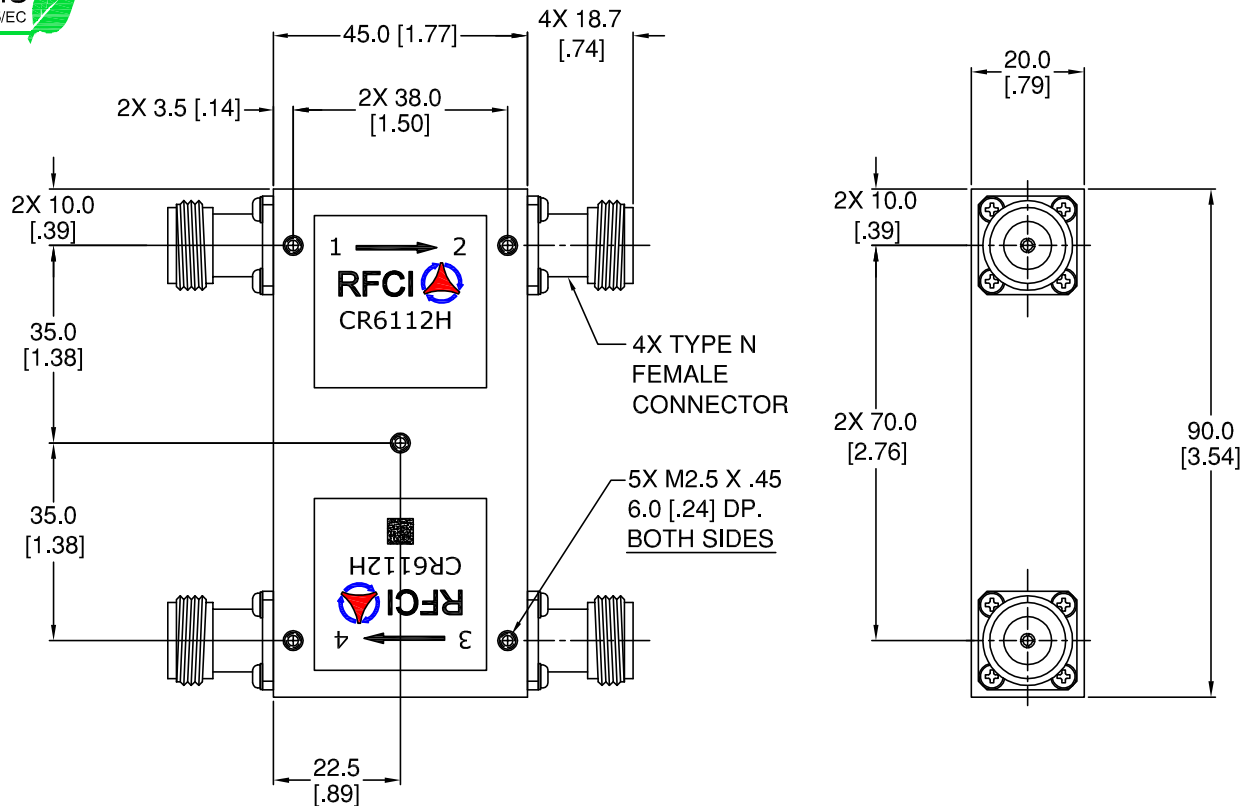 /EC
45.0 [1.77]
4X 18.7
[.74]
2X 3.5 [.14]
2X 38.0
[1.50]
2X 10.0
[.39]
1 2
RFCI
CR6112H
35.0
[1.38]
4X TYPE N
FEMALE
CONNECTOR
35.0
[1.38]
5X M2.5 X .45
6.0 [.24] DP.
BOTH SIDES
CR6112H
RFCI
3 4
22.5
[.89]
20.0
[.79]
2X 10.0
[.39]
2X 70.0
[2.76]
90.0
[3.54]